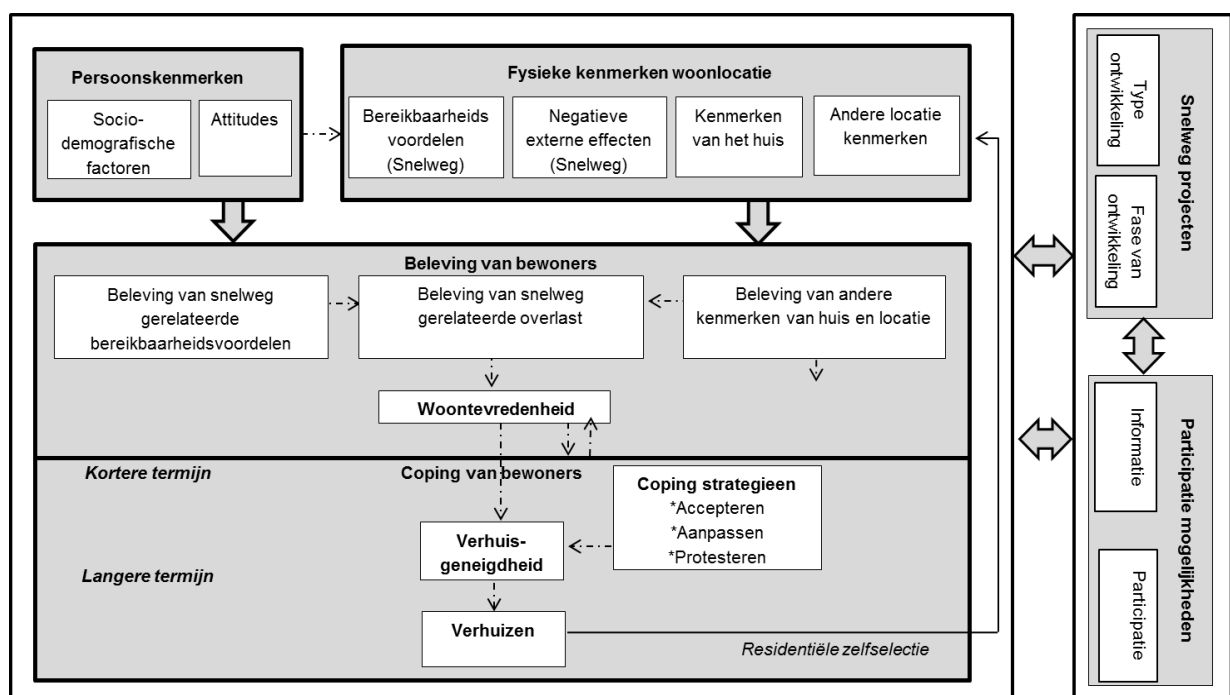 Persoonskenmerken
Socio-
demografische
factoren
Attitudes
Fysieke kenmerken woonlocatie
Bereikbaarheids
voordelen
(Snelweg)
Negatieve
externe effecten
(Snelweg)
Kenmerken
van het huis
Andere locatie
kenmerken
Beleving van bewoners
Beleving van snelweg
gerelateerde
bereikbaarheidsvoordelen
Beleving van snelweg
gerelateerde overlast
Beleving van andere
kenmerken van huis en locatie
Woontevredenheid
Kortere termijn
Coping van bewoners
Coping strategieen
*Accepteren
*Aanpassen
*Protesteren
Verhuis-
geneigdheid
Langere termijn
Verhuizen
Residentiële zelfselectie
Snelweg projecten
Type
ontwikkeling
Fase van
ontwikkeling
Participatie mogelijkheden
Informatie
Participatie